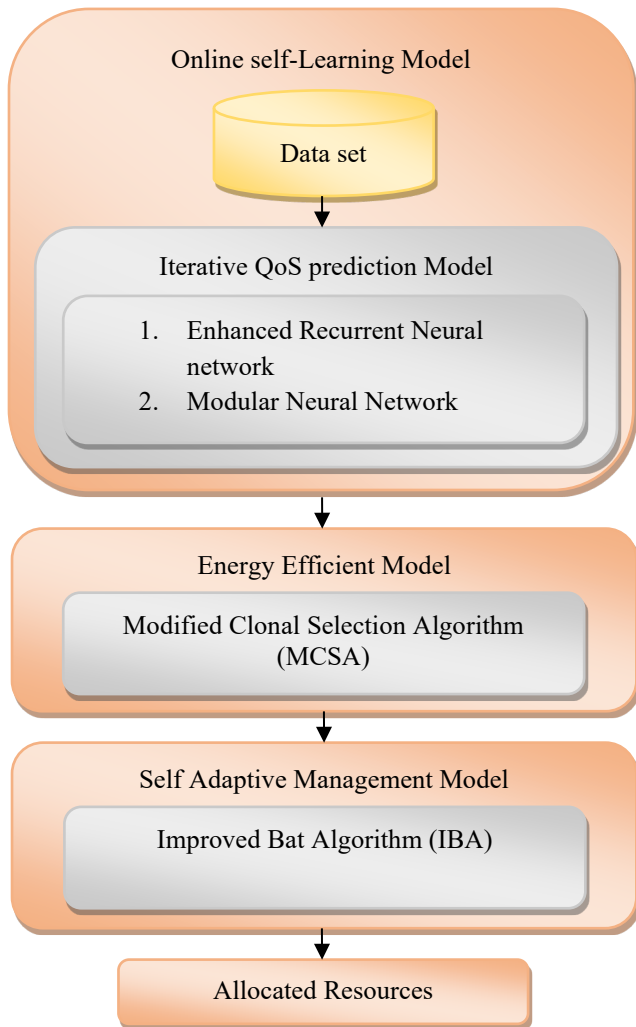 Online self-Learning Model
Data set
Iterative QoS prediction Model
1. Enhanced Recurrent Neural
network
2. Modular Neural Network
Energy Efficient Model
Modified Clonal Selection Algorithm
(MCSA)
Self Adaptive Management Model
Improved Bat Algorithm (IBA)
Allocated Resources